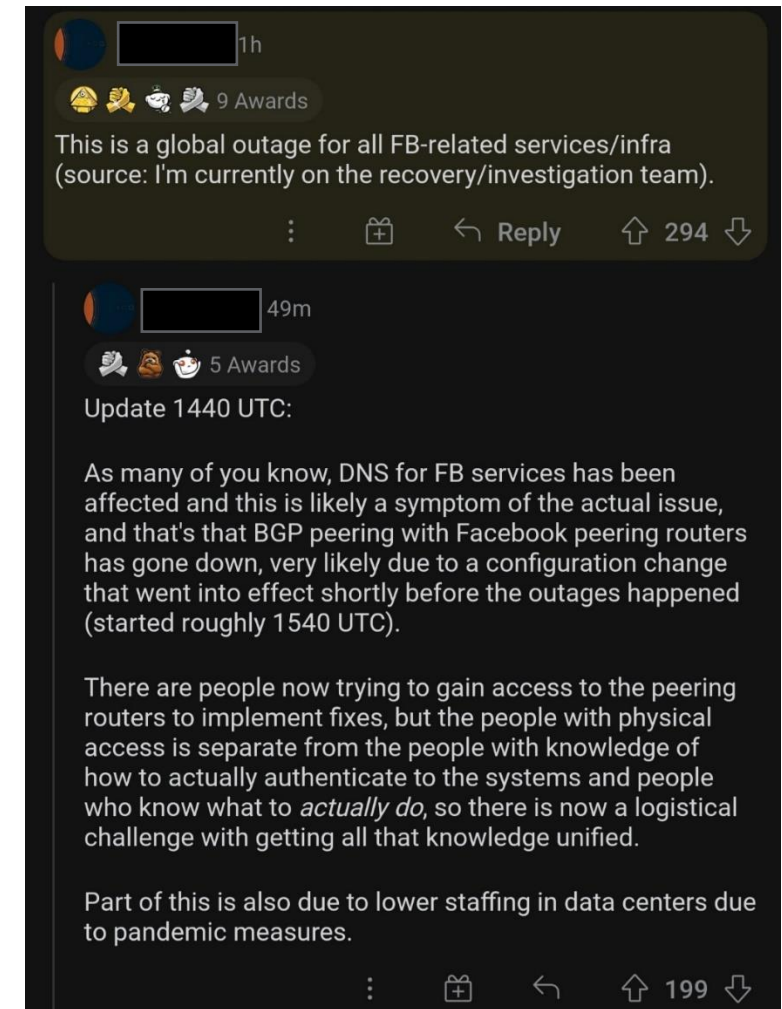 1h
9 Awards
This is a global outage for all FB-related services/infra
(source: I'm currently on the recovery/investigation team).
Reply 294
49m
5 Awards
Update 1440 UTC:
As many of you know, DNS for FB services has been
affected and this is likely a symptom of the actual issue,
and that's that BGP peering with Facebook peering routers
has gone down, very likely due to a configuration change
that went into effect shortly before the outages happened
(started roughly 1540 UTC).
There are people now trying to gain access to the peering
routers to implement fixes, but the people with physical
access is separate from the people with knowledge of
how to actually authenticate to the systems and people
who know what to actually do, so there is now a logistical
challenge with getting all that knowledge unified.
Part of this is also due to lower staffing in data centers due
to pandemic measures.
199